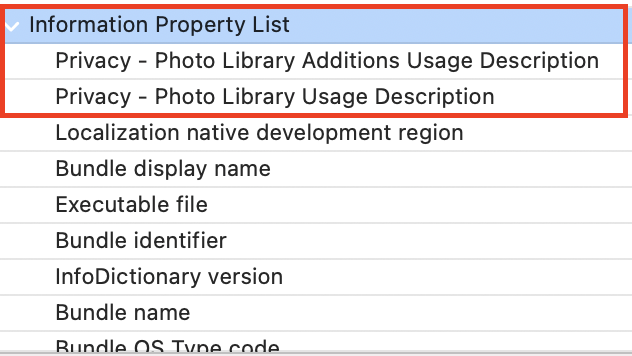 Information Property List
Privacy - Photo Library Additions Usage Description
Privacy - Photo Library Usage Description
Localization native development region
Bundle display name
Executable file
Bundle identifier
InfoDictionary version
Bundle name
Bundle OS Type code